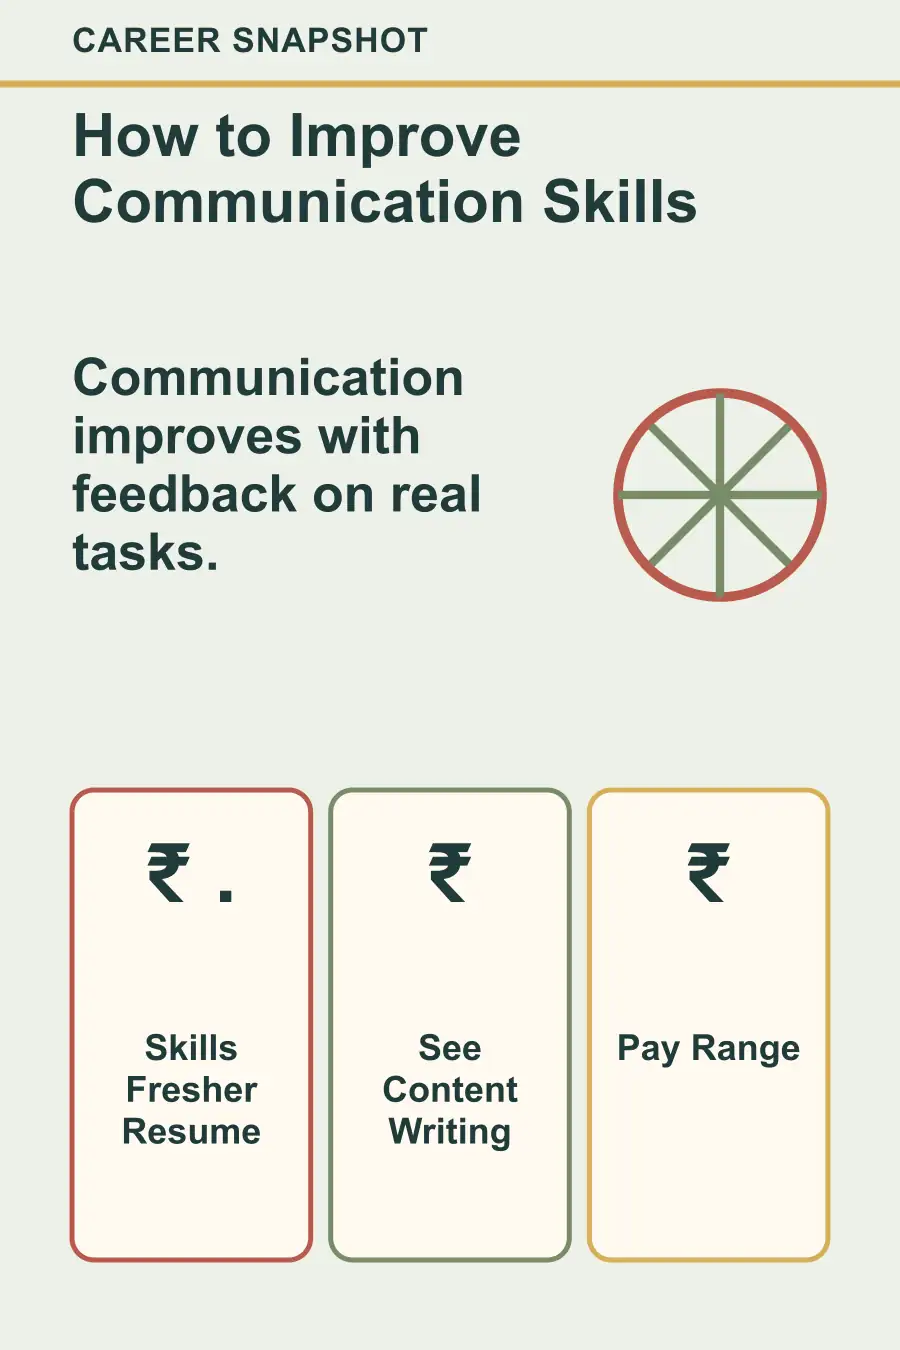 CAREER SNAPSHOT
How to Improve
Communication Skills
Communication
improves with
feedback on real
tasks.
₹ .
Skills
Fresher
Resume
₹
See
Content
Writing
₹
Pay Range